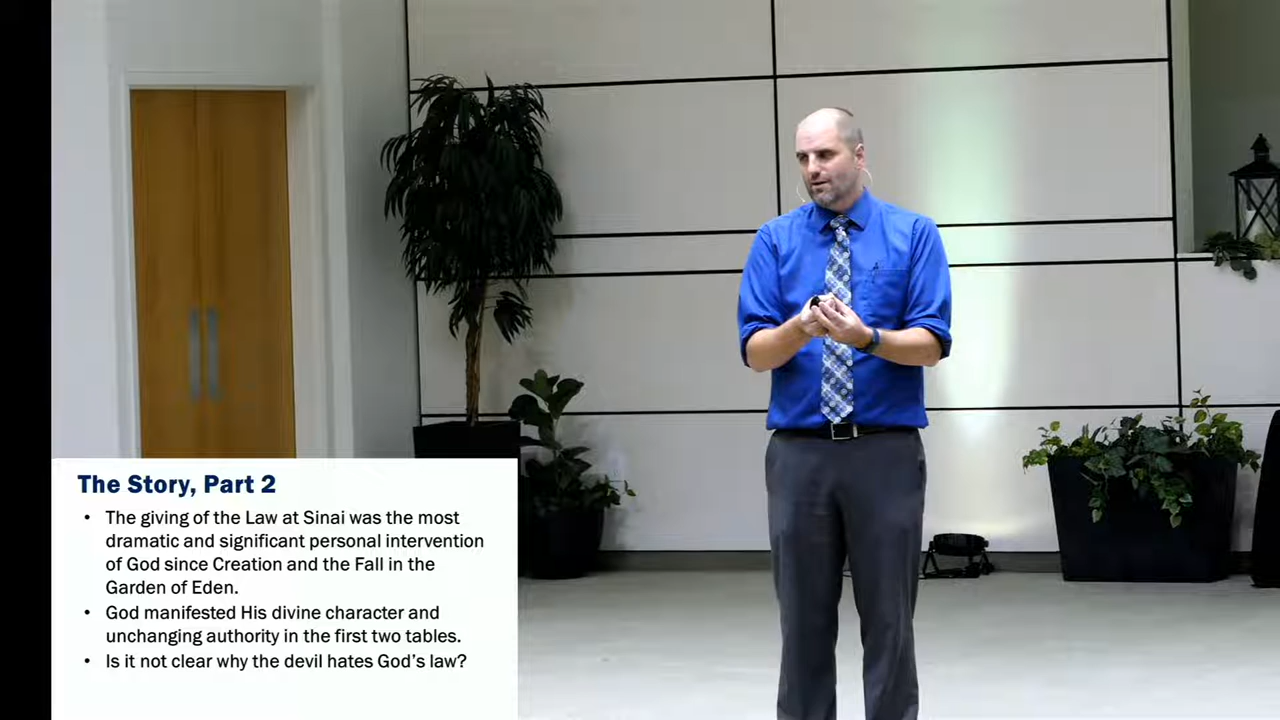 The Story, Part 2
• The giving of the Law at Sinai was the most
dramatic and significant personal intervention
of God since Creation and the Fall in the
Garden of Eden.
• God manifested His divine character and
unchanging authority in the first two tables.
• Is it not clear why the devil hates God's law?